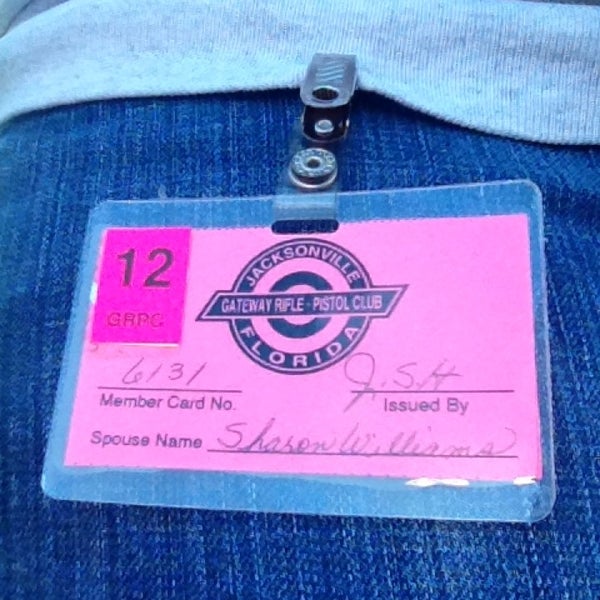 12
GRPC
JACKSONVILLE
GATEWAY RIFLE - PISTOL CLUB
FLORIDA
6131
J.S.H
Member Card No.
Issued By
Spouse Name Sharon Williams